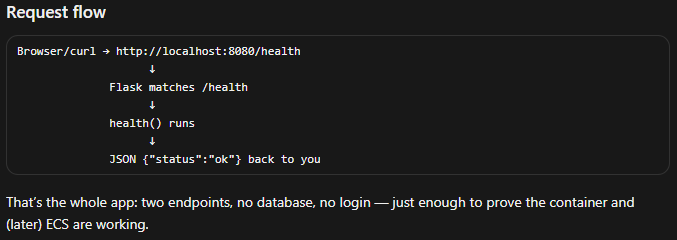 Request flow
Browser/curl → http://localhost:8080/health
↓
Flask matches /health
↓
health() runs
↓
JSON {"status":"ok"} back to you
That’s the whole app: two endpoints, no database, no login — just enough to prove the container and
(later) ECS are working.